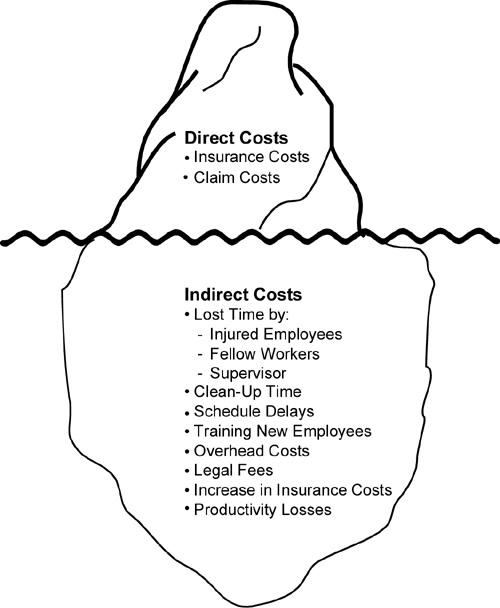 Direct Costs
• Insurance Costs
• Claim Costs
Indirect Costs
• Lost Time by:
- Injured Employees
- Fellow Workers
- Supervisor
• Clean-Up Time
• Schedule Delays
• Training New Employees
• Overhead Costs
• Legal Fees
• Increase in Insurance Costs
• Productivity Losses